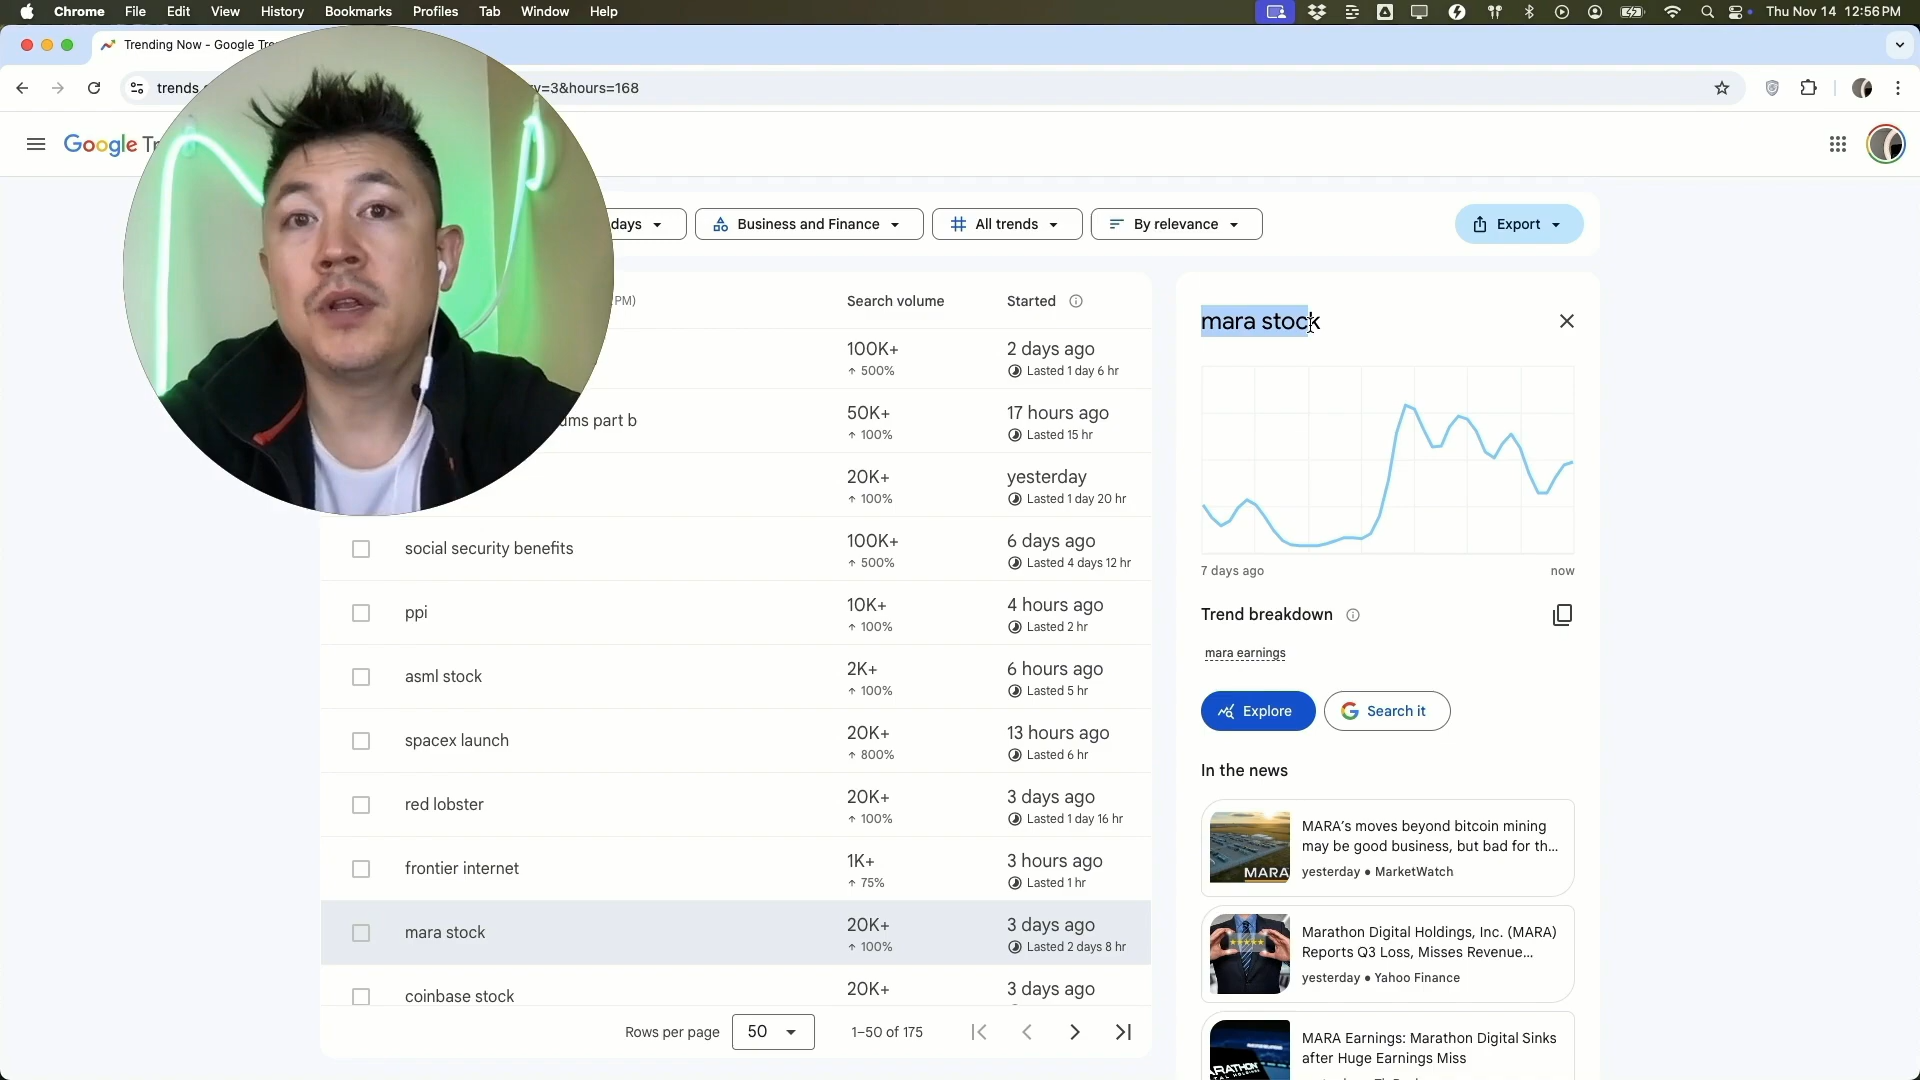 Chrome File Edit View History Bookmarks Profiles Tab Window Help Thu Nov 14 12:56 PM
Trending Now - Google Tre
trends. =3&hours=168
Google Tr
days Business and Finance All trends By relevance Export
PM) Search volume Started
mara stock
100K+ 2 days ago
↑ 500% Lasted 1 day 6 hr
ums part b 50K+ 17 hours ago
↑ 100% Lasted 15 hr
20K+ yesterday
↑ 100% Lasted 1 day 20 hr
social security benefits 100K+ 6 days ago
↑ 500% Lasted 4 days 12 hr
ppi 10K+ 4 hours ago
↑ 100% Lasted 2 hr
asml stock 2K+ 6 hours ago
↑ 100% Lasted 5 hr
spacex launch 20K+ 13 hours ago
↑ 800% Lasted 6 hr
red lobster 20K+ 3 days ago
↑ 100% Lasted 1 day 16 hr
frontier internet 1K+ 3 hours ago
↑ 75% Lasted 1 hr
mara stock 20K+ 3 days ago
↑ 100% Lasted 2 days 8 hr
coinbase stock 20K+ 3 days ago
Rows per page 50 1–50 of 175
7 days ago now
Trend breakdown
mara earnings
Explore Search it
In the news
MARA's moves beyond bitcoin mining
may be good business, but bad for th...
yesterday • MarketWatch
MARA
Marathon Digital Holdings, Inc. (MARA)
Reports Q3 Loss, Misses Revenue...
yesterday • Yahoo Finance
MARA Earnings: Marathon Digital Sinks
after Huge Earnings Miss